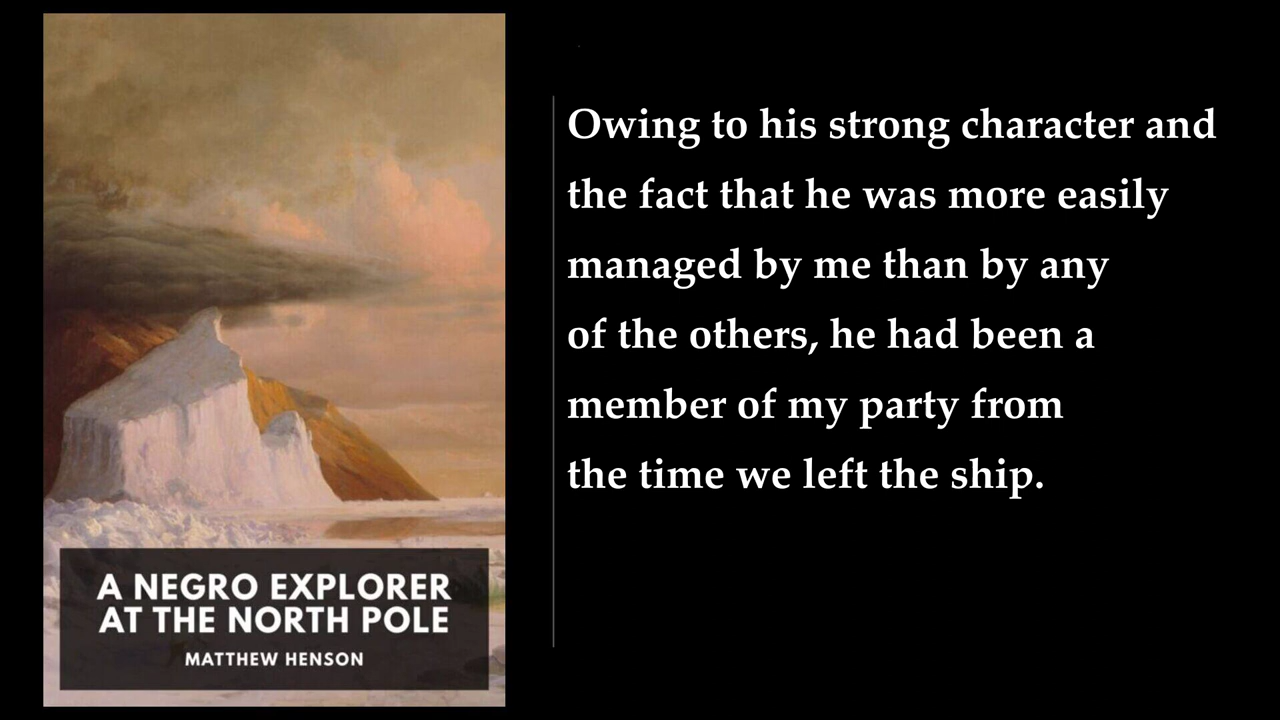 Owing to his strong character and
the fact that he was more easily
managed by me than by any
of the others, he had been a
member of my party from
the time we left the ship.
A NEGRO EXPLORER
AT THE NORTH POLE
MATTHEW HENSON